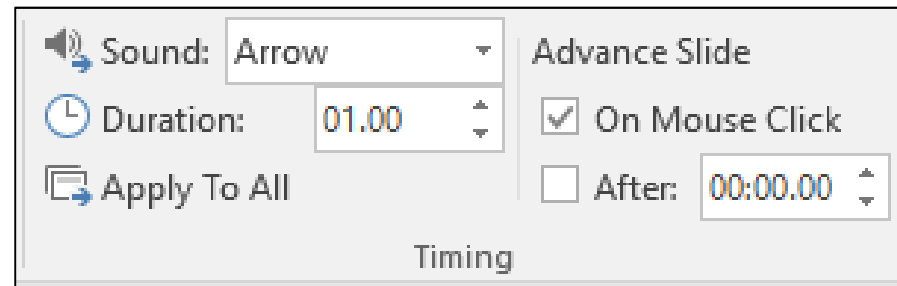 Sound: Arrow
Duration: 01.00
Apply To All
Advance Slide
On Mouse Click
After: 00:00.00
Timing